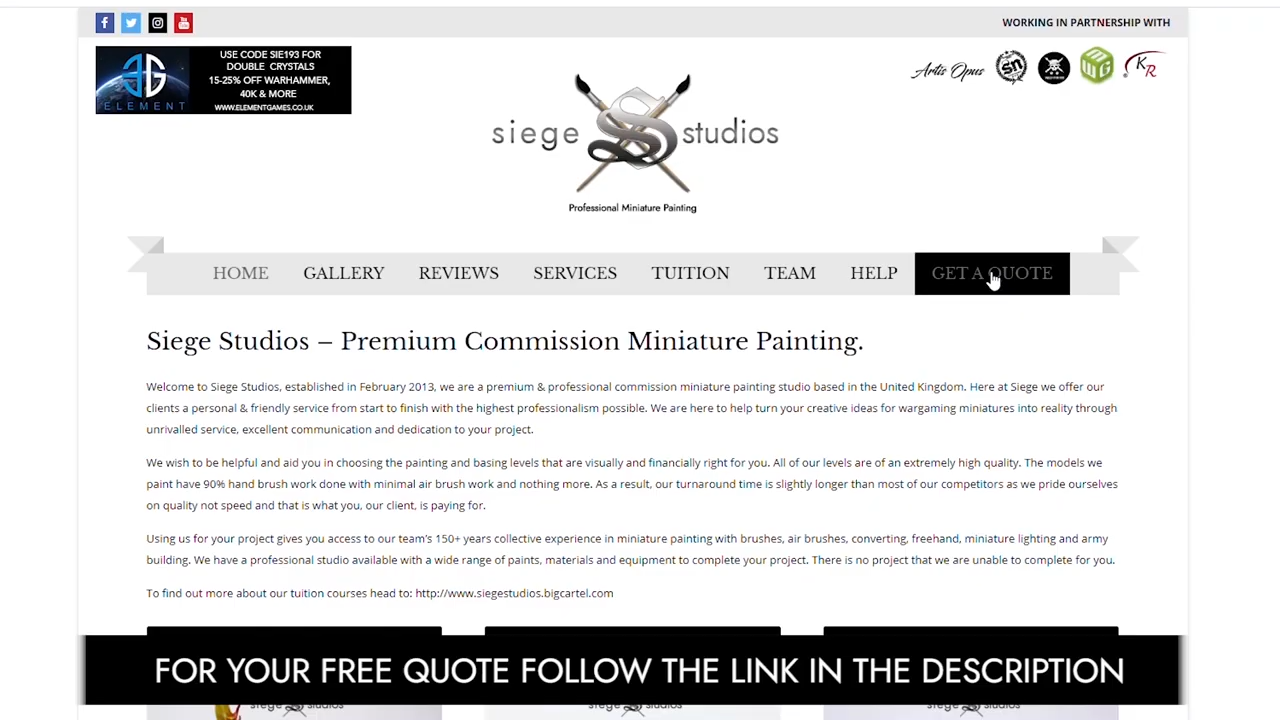 WORKING IN PARTNERSHIP WITH
USE CODE SIE193 FOR
DOUBLE CRYSTALS
15-25% OFF WARHAMMER,
40K & MORE
WWW.ELEMENTGAMES.CO.UK
ELEMENT
Artis Opus
KR
siege studios
Professional Miniature Painting
HOME GALLERY REVIEWS SERVICES TUITION TEAM HELP GET A QUOTE
Siege Studios – Premium Commission Miniature Painting.
Welcome to Siege Studios, established in February 2013, we are a premium & professional commission miniature painting studio based in the United Kingdom. Here at Siege we offer our
clients a personal & friendly service from start to finish with the highest professionalism possible. We are here to help turn your creative ideas for wargaming miniatures into reality through
unrivalled service, excellent communication and dedication to your project.
We wish to be helpful and aid you in choosing the painting and basing levels that are visually and financially right for you. All of our levels are of an extremely high quality. The models we
paint have 90% hand brush work done with minimal air brush work and nothing more. As a result, our turnaround time is slightly longer than most of our competitors as we pride ourselves
on quality not speed and that is what you, our client, is paying for.
Using us for your project gives you access to our team's 150+ years collective experience in miniature painting with brushes, air brushes, converting, freehand, miniature lighting and army
building. We have a professional studio available with a wide range of paints, materials and equipment to complete your project. There is no project that we are unable to complete for you.
To find out more about our tuition courses head to: http://www.siegestudios.bigcartel.com
FOR YOUR FREE QUOTE FOLLOW THE LINK IN THE DESCRIPTION
siege studios siege studios siege studios